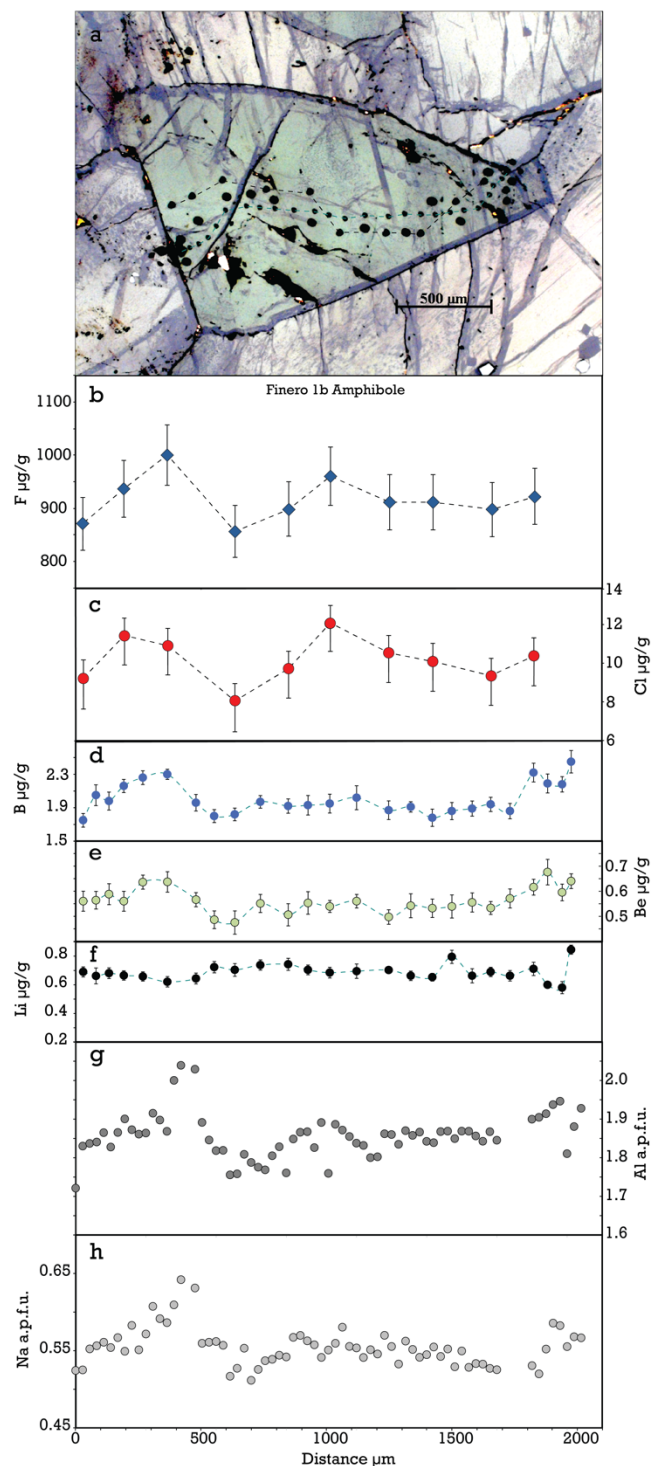 a
500 µm
b
Finero 1b Amphibole
1100
1000
900
800
F µg/g
c
14
12
10
8
6
Cl µg/g
d
2.3
1.9
1.5
B µg/g
e
0.7
0.6
0.5
Be µg/g
f
0.8
0.6
0.4
0.2
Li µg/g
g
2.0
1.9
1.8
1.7
1.6
Al a.p.f.u.
h
0.65
0.55
0.45
Na a.p.f.u.
0 500 1000 1500 2000
Distance µm